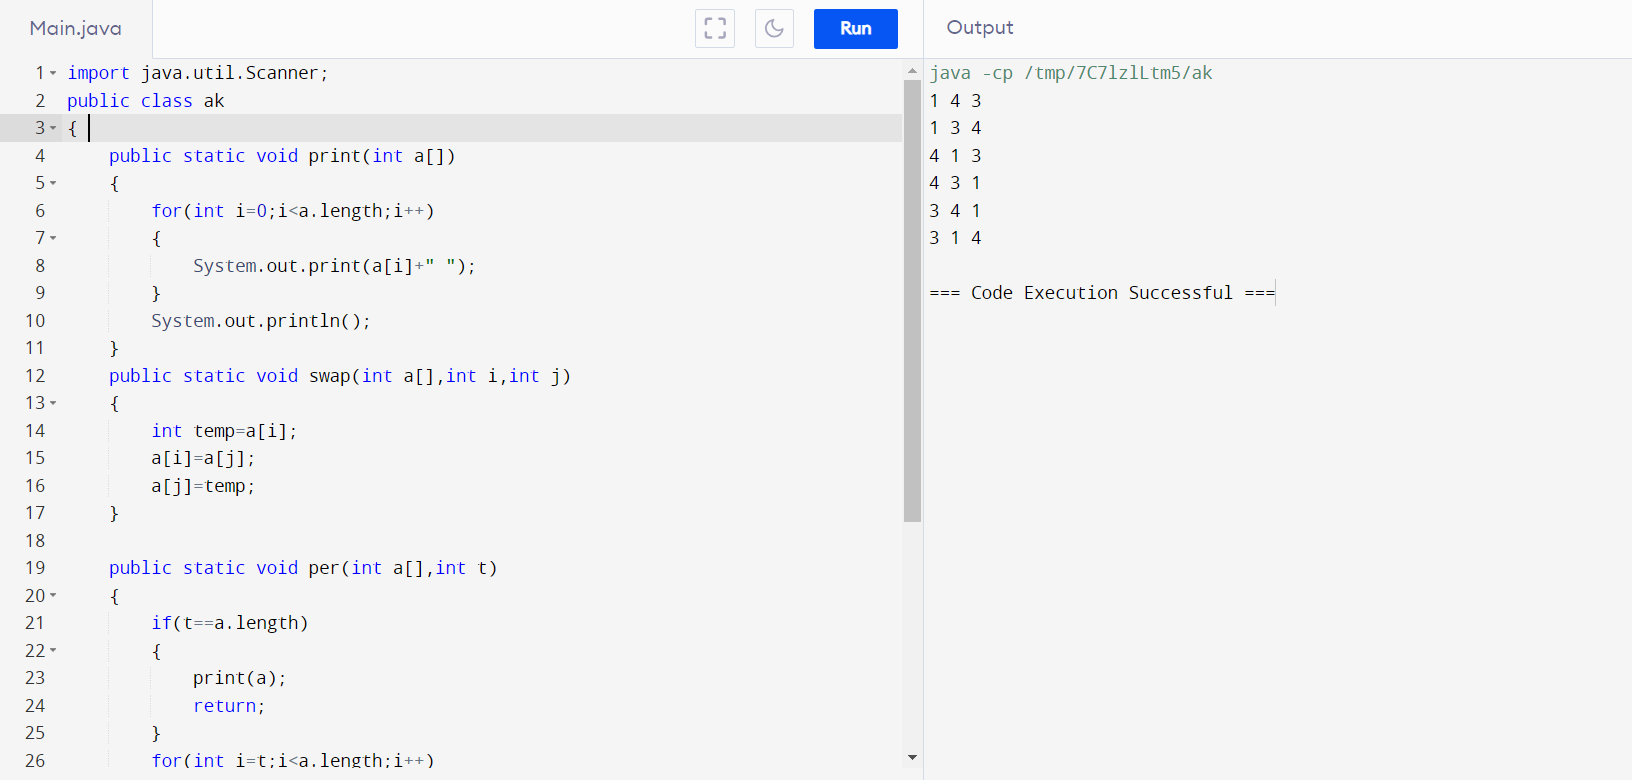 Main.java
Run
Output
1 import java.util.Scanner;
2 public class ak
3 {
4 public static void print(int a[])
5 {
6 for(int i=0;i<a.length;i++)
7 {
8 System.out.print(a[i]+" ");
9 }
10 System.out.println();
11 }
12 public static void swap(int a[],int i,int j)
13 {
14 int temp=a[i];
15 a[i]=a[j];
16 a[j]=temp;
17 }
18
19 public static void per(int a[],int t)
20 {
21 if(t==a.length)
22 {
23 print(a);
24 return;
25 }
26 for(int i=t;i<a.length;i++)
java -cp /tmp/7C7lzlLtm5/ak
1 4 3
1 3 4
4 1 3
4 3 1
3 4 1
3 1 4
=== Code Execution Successful ===